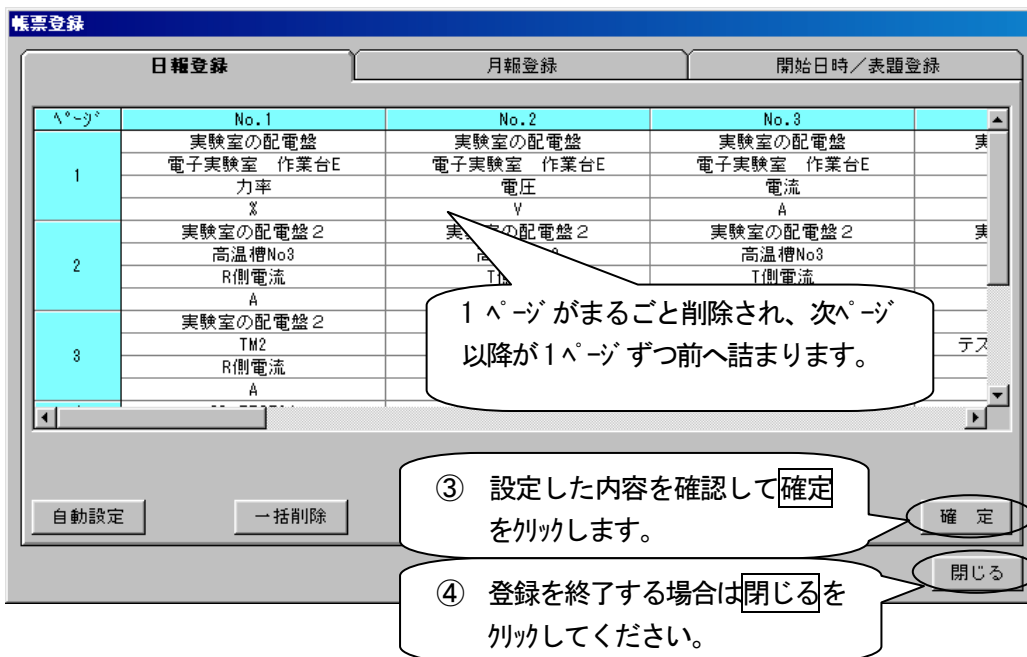 帳票登録
日報登録 月報登録 開始日時／表題登録
ﾍﾟｰｼﾞ No.1 No.2 No.3
実験室の配電盤 実験室の配電盤 実験室の配電盤 実
1 電子実験室 作業台E 電子実験室 作業台E 電子実験室 作業台E
力率 電圧 電流
% V A
実験室の配電盤２ 実験室の配電盤２ 実験室の配電盤２ 実
2 高温槽No3 高温槽No3
R側電流 T側電流
A
1 ﾍﾟｰｼﾞがまるごと削除され、次ﾍﾟｰｼﾞ
以降が1ﾍﾟｰｼﾞずつ前へ詰まります。
実験室の配電盤２
3 TM2 テス
R側電流
A
③ 設定した内容を確認して確定
をｸﾘｯｸします。
自動設定 一括削除 確 定
閉じる
④ 登録を終了する場合は閉じるを
ｸﾘｯｸしてください。